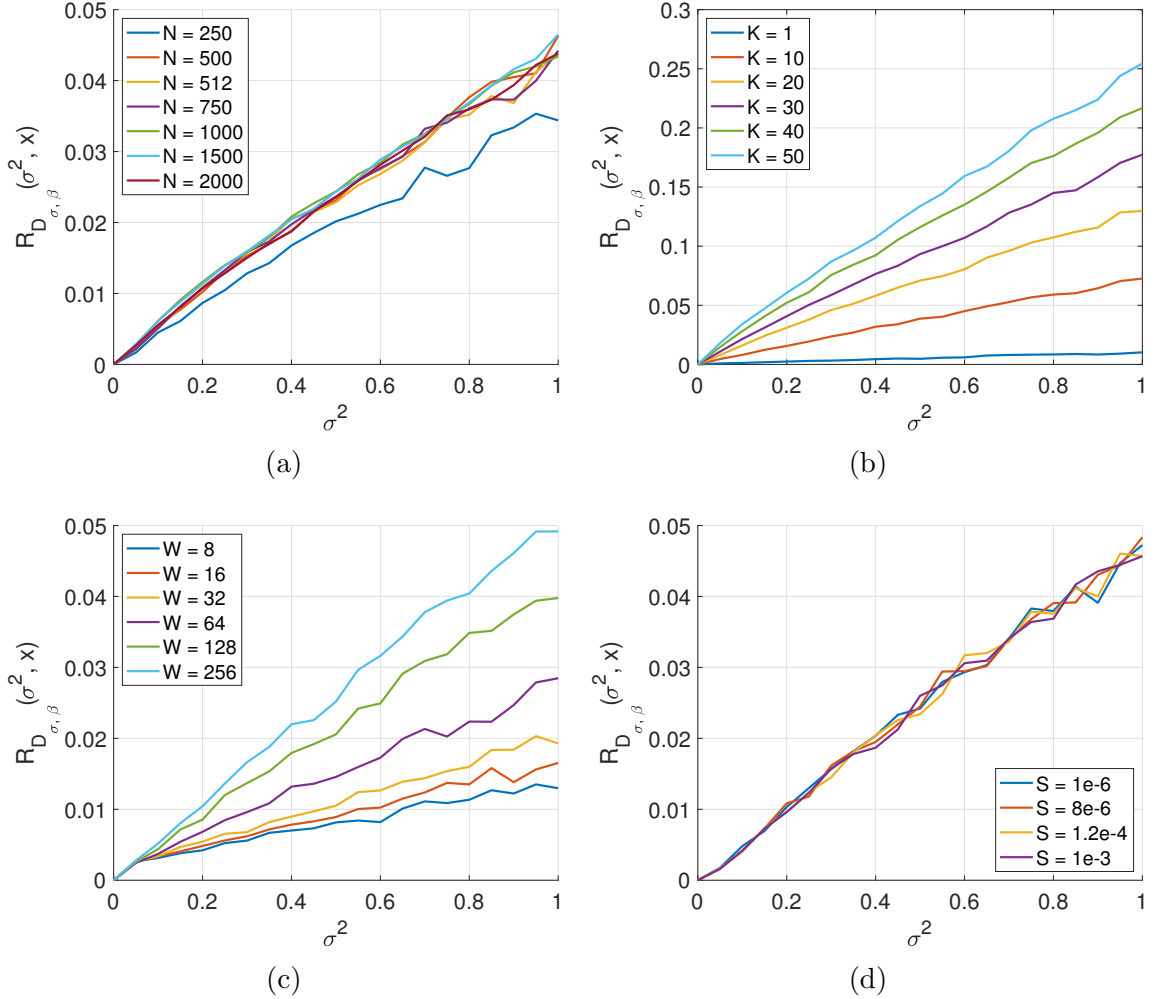 0.05
0.04
0.03
0.02
0.01
0
R_{D_{σ, β}} (σ², x)
N = 250
N = 500
N = 512
N = 750
N = 1000
N = 1500
N = 2000
0 0.2 0.4 0.6 0.8 1
σ²
(a)
0.3
0.25
0.2
0.15
0.1
0.05
0
R_{D_{σ, β}} (σ², x)
K = 1
K = 10
K = 20
K = 30
K = 40
K = 50
0 0.2 0.4 0.6 0.8 1
σ²
(b)
0.05
0.04
0.03
0.02
0.01
0
R_{D_{σ, β}} (σ², x)
W = 8
W = 16
W = 32
W = 64
W = 128
W = 256
0 0.2 0.4 0.6 0.8 1
σ²
(c)
0.05
0.04
0.03
0.02
0.01
0
R_{D_{σ, β}} (σ², x)
S = 1e-6
S = 8e-6
S = 1.2e-4
S = 1e-3
0 0.2 0.4 0.6 0.8 1
σ²
(d)